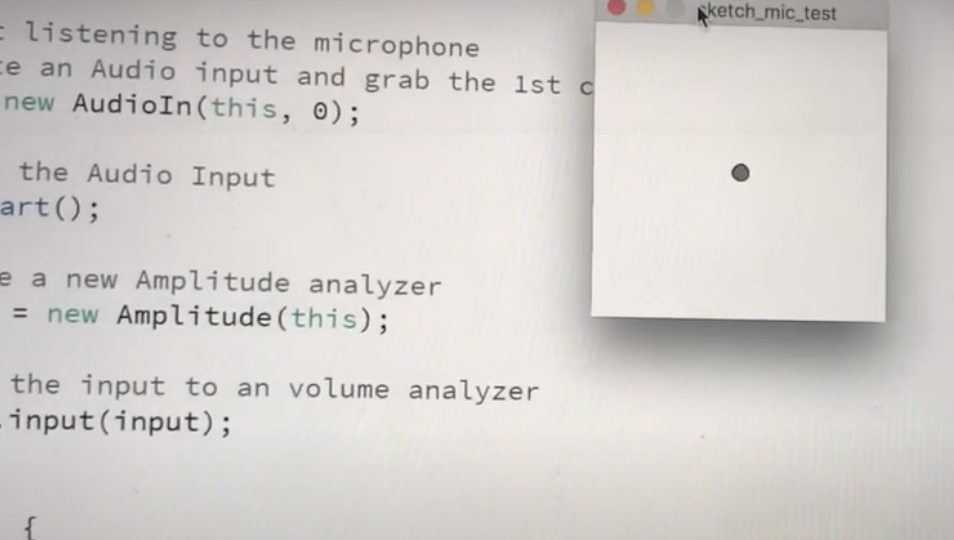 listening to the microphone
an Audio input and grab the 1st c
new AudioIn(this, 0);
the Audio Input
art();
e a new Amplitude analyzer
= new Amplitude(this);
the input to an volume analyzer
.input(input);
{
ketch_mic_test